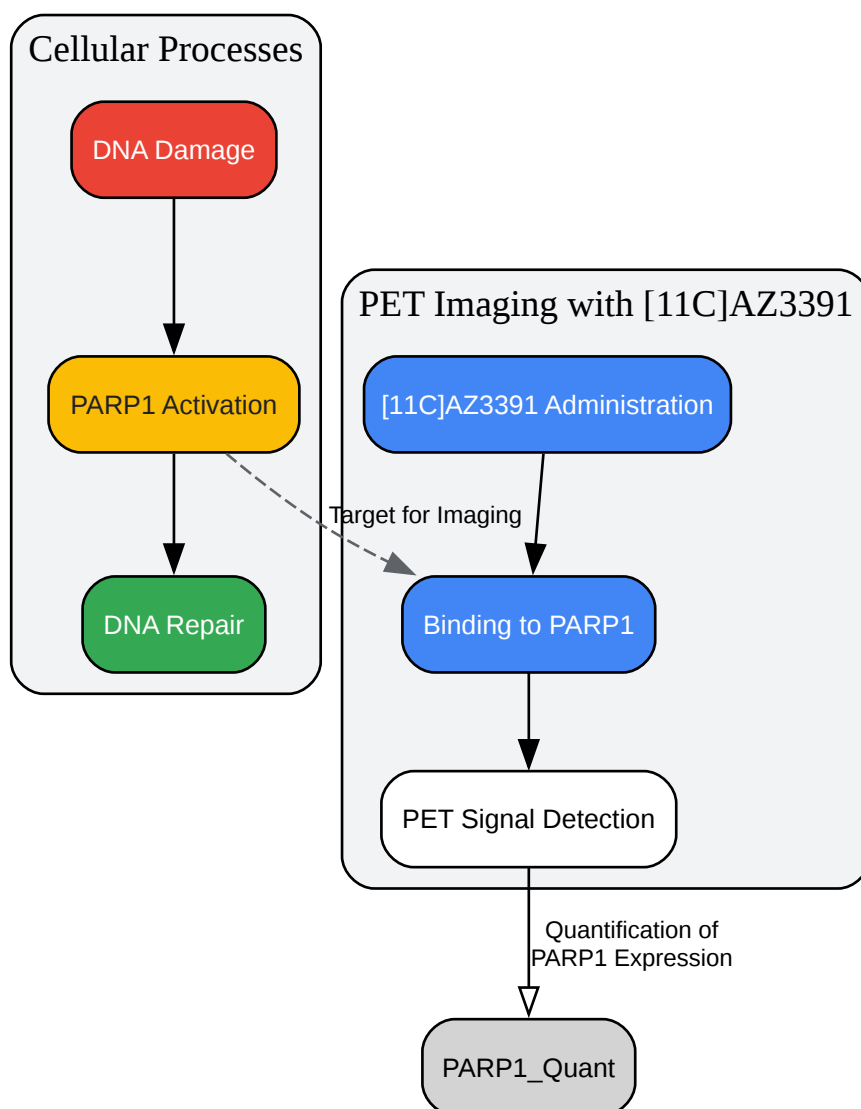 Cellular Processes
DNA Damage
PARP1 Activation
DNA Repair
PET Imaging with [11C]AZ3391
[11C]AZ3391 Administration
Target for Imaging
Binding to PARP1
PET Signal Detection
Quantification of
PARP1 Expression
PARP1_Quant